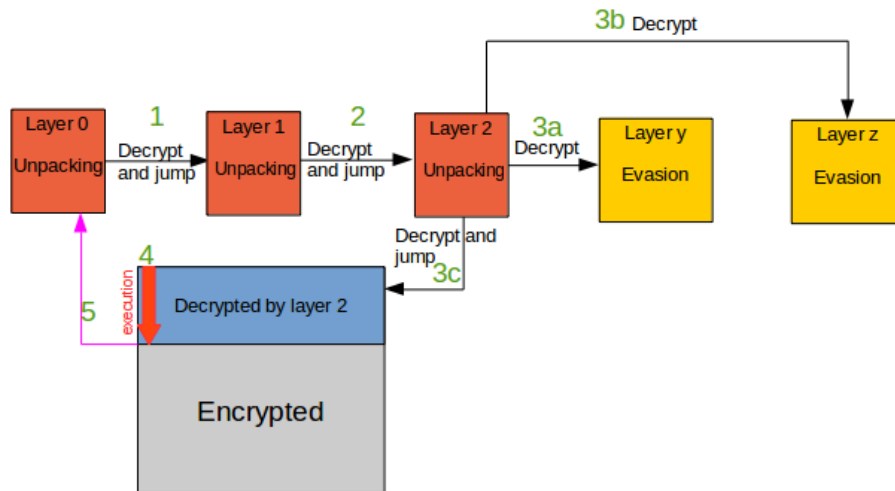 3b Decrypt
Layer 0
Unpacking
1
Decrypt
and jump
Layer 1
Unpacking
2
Decrypt
and jump
Layer 2
Unpacking
3a
Decrypt
Layer y
Evasion
Layer z
Evasion
Decrypt and
jump
3c
4
execution
5
Decrypted by layer 2
Encrypted